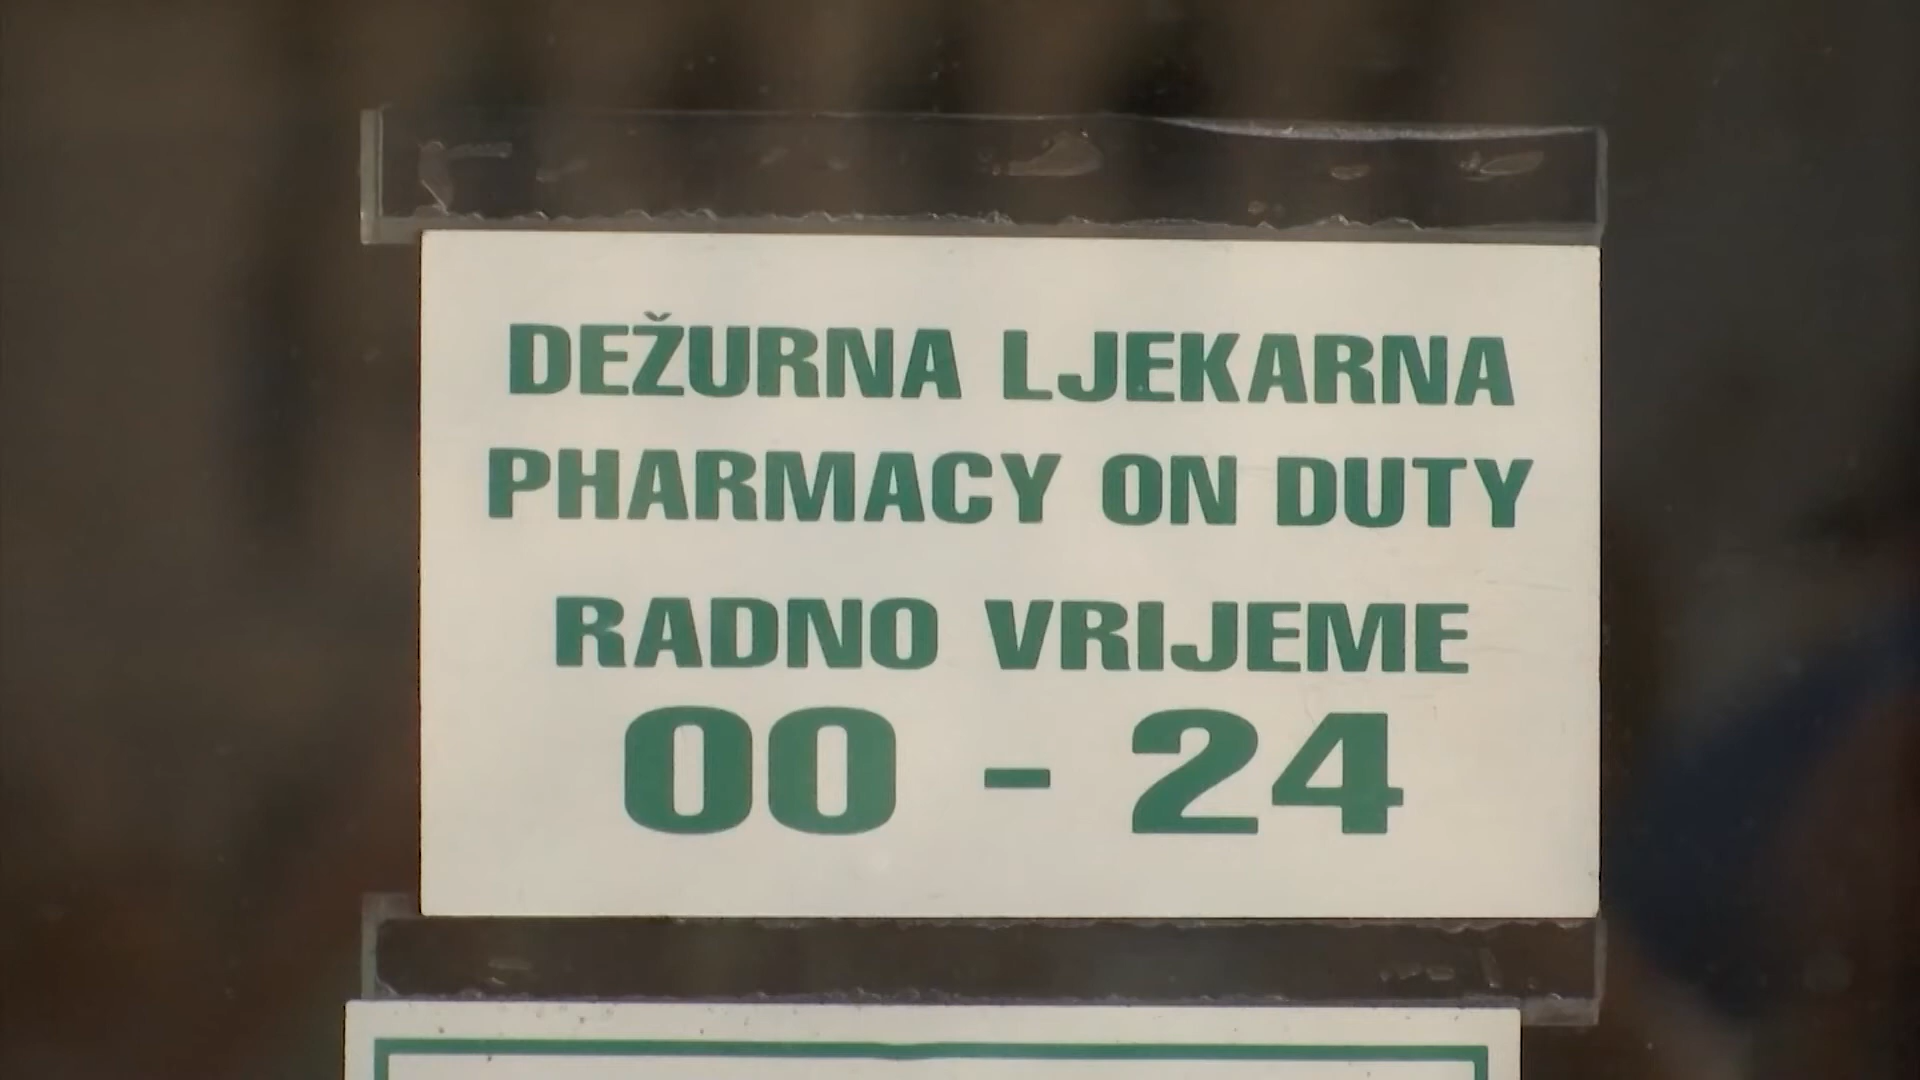 DEŽURNA LJEKARNA
PHARMACY ON DUTY
RADNO VRIJEME
00 - 24